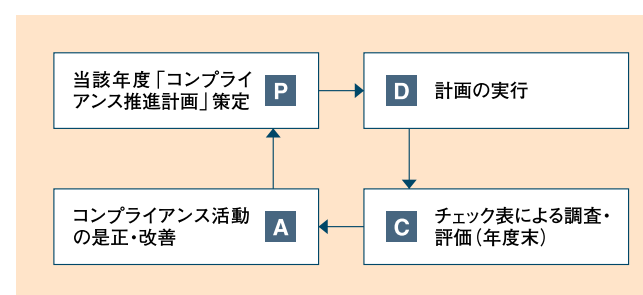 当該年度「コンプライ
アンス推進計画」策定
P
D
計画の実行
コンプライアンス活動
の是正・改善
A
C
チェック表による調査・
評価（年度末）